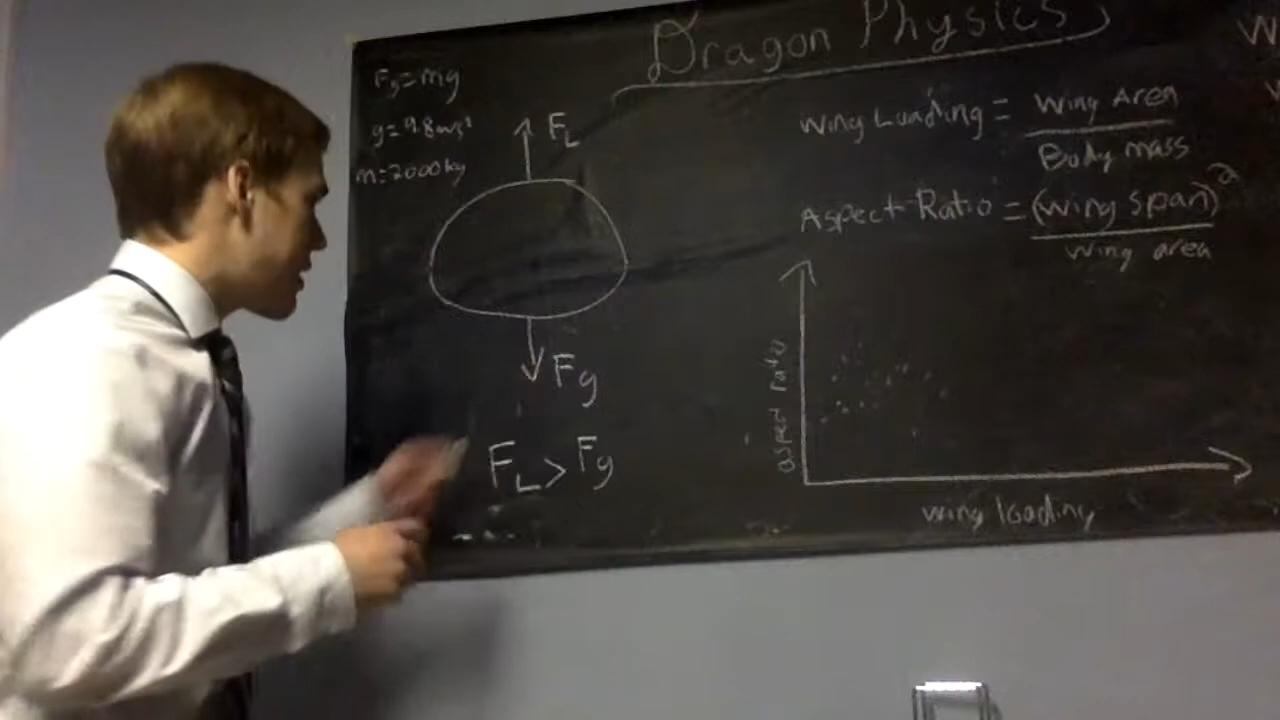 Dragon Physics
Fg=mg
g=9.8m/s²
m=2000kg
FL
Fg
FL > Fg
Wing Loading = Wing Area
Body mass
Aspect Ratio = (Wing Span)²
Wing area
aspect ratio
wing loading
W